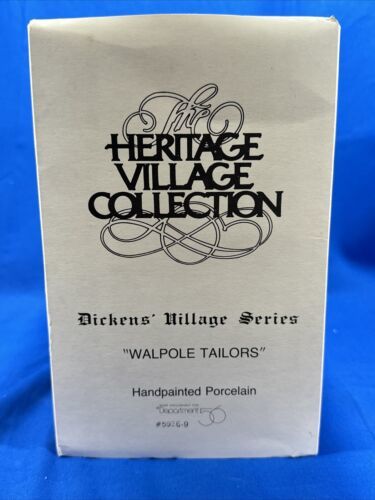 The
HERITAGE
VILLAGE
COLLECTION
Dickens' Village Series
"WALPOLE TAILORS"
Handpainted Porcelain
Department 56
#5926-9